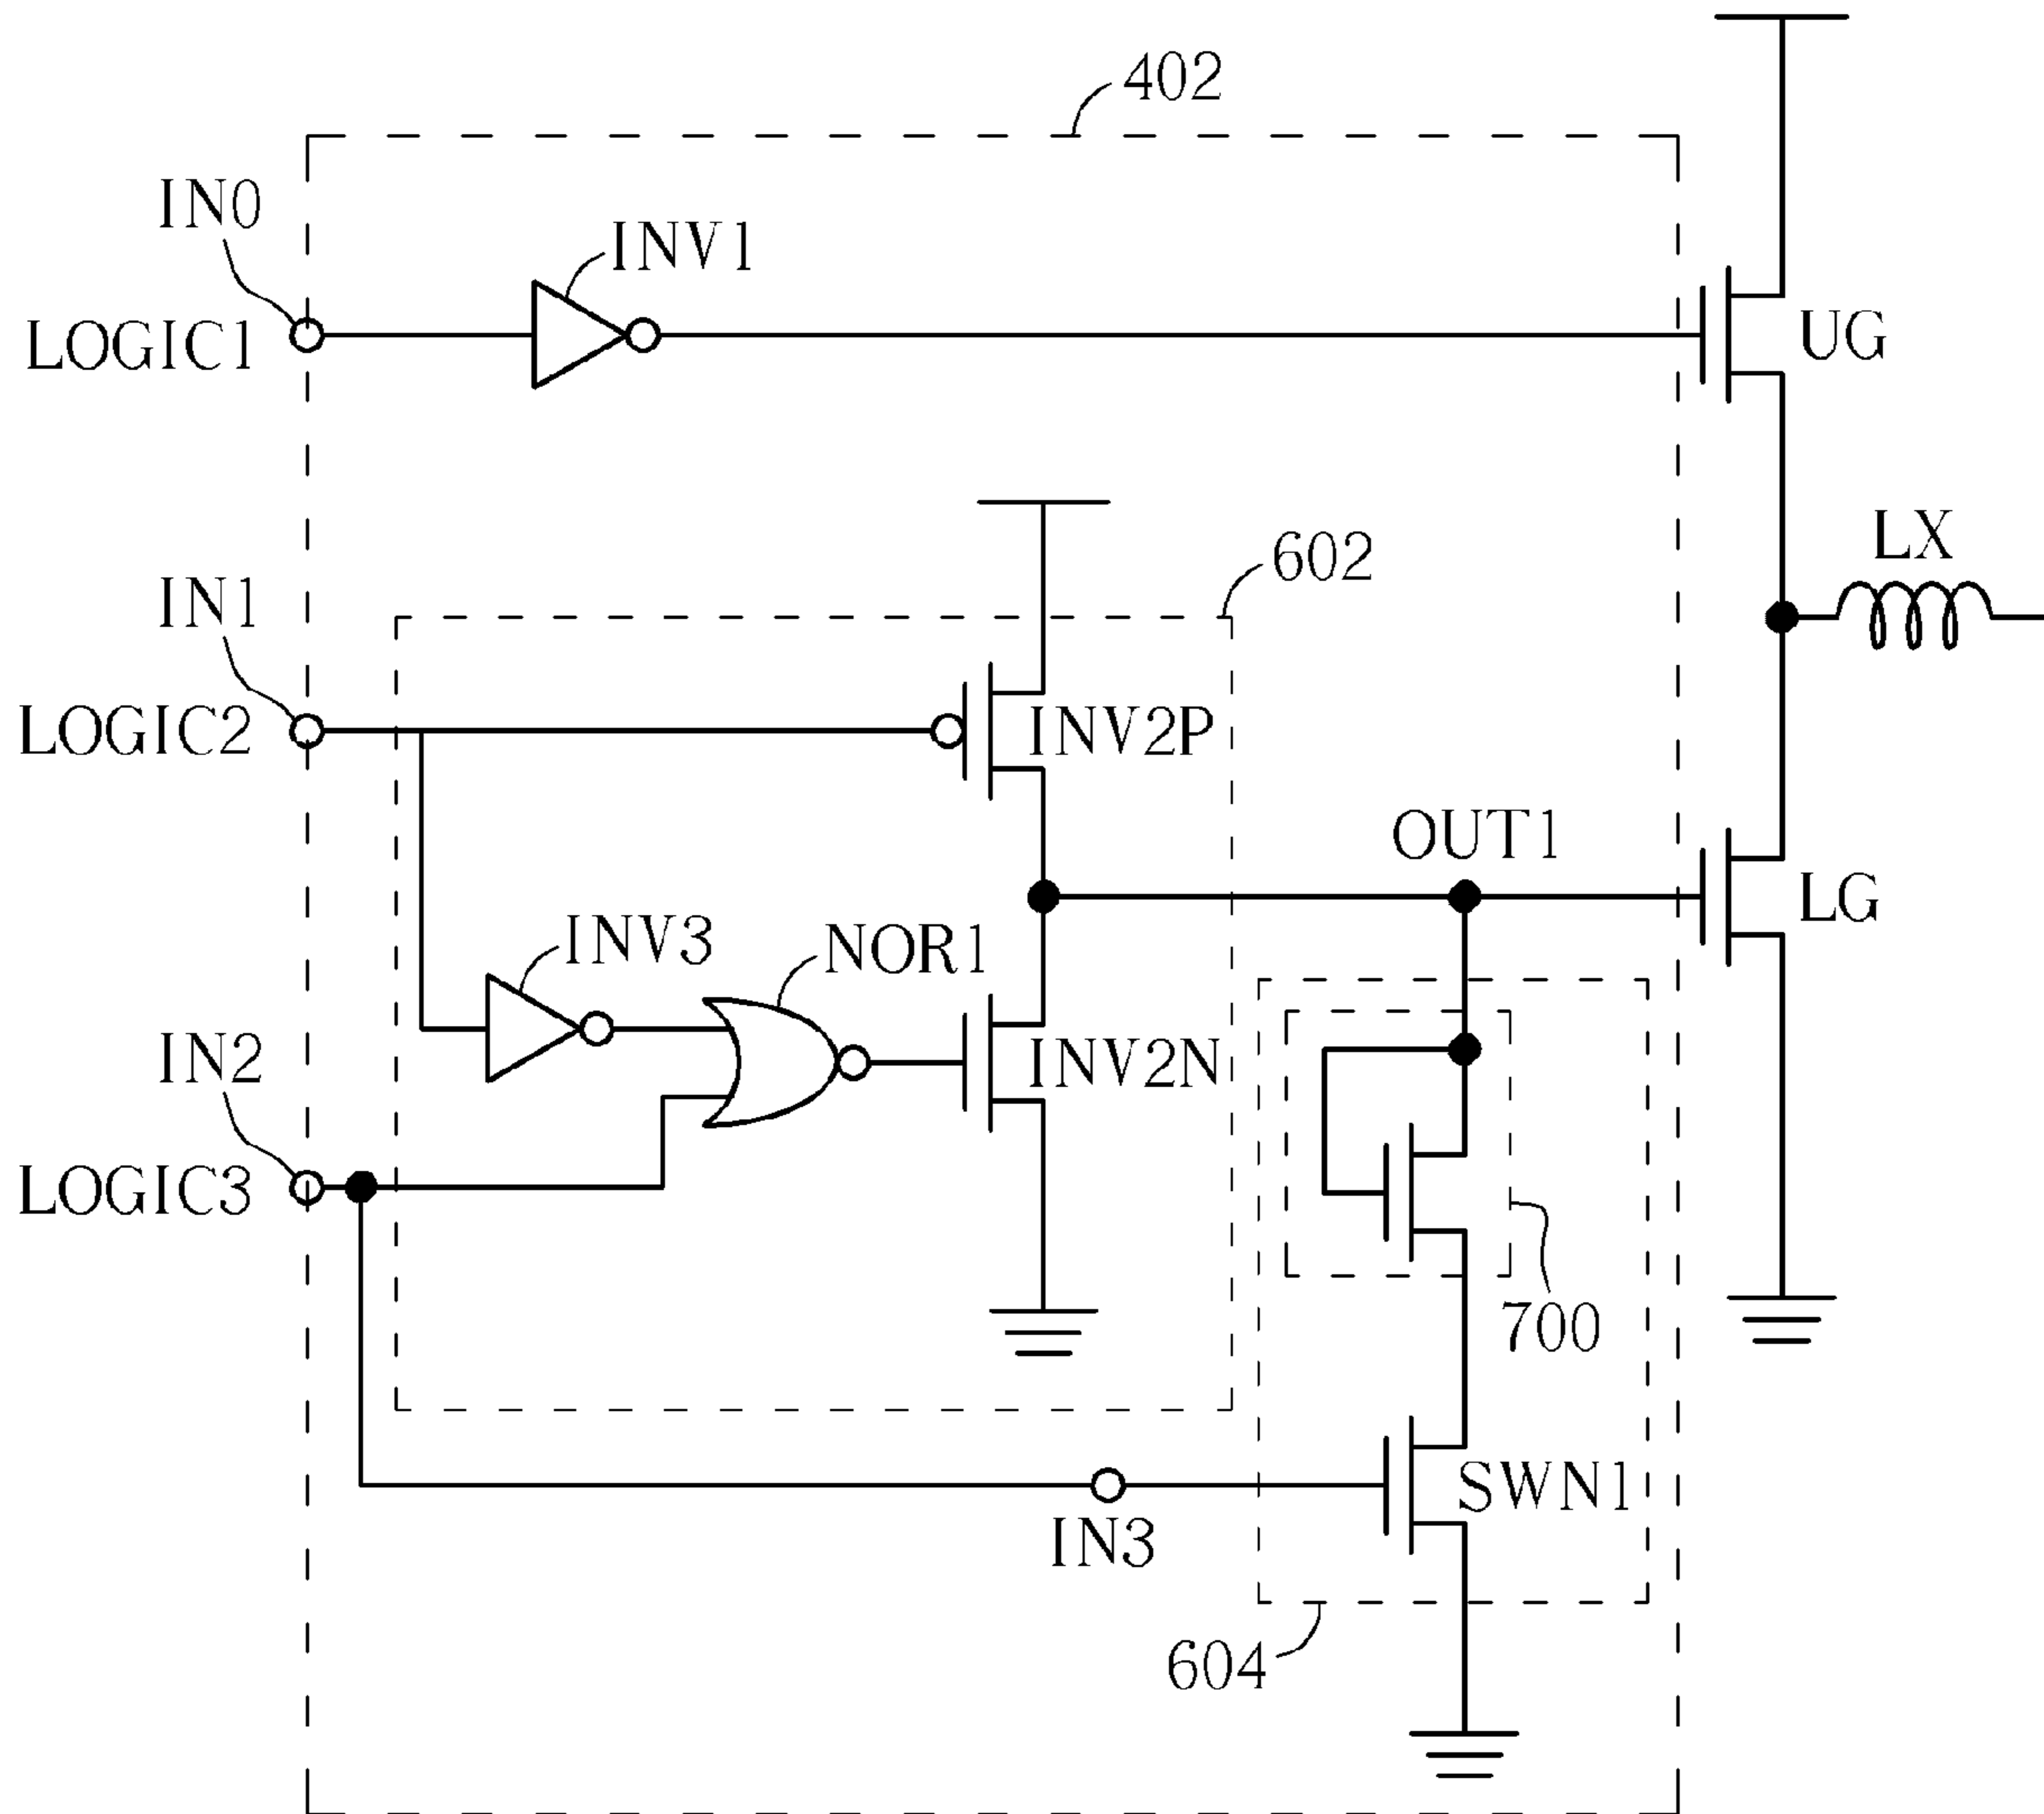 402
IN0
INV1
LOGIC1
UG
LX
602
IN1
LOGIC2
INV2P
OUT1
LG
INV3
NOR1
IN2
INV2N
LOGIC3
700
SWN1
IN3
604